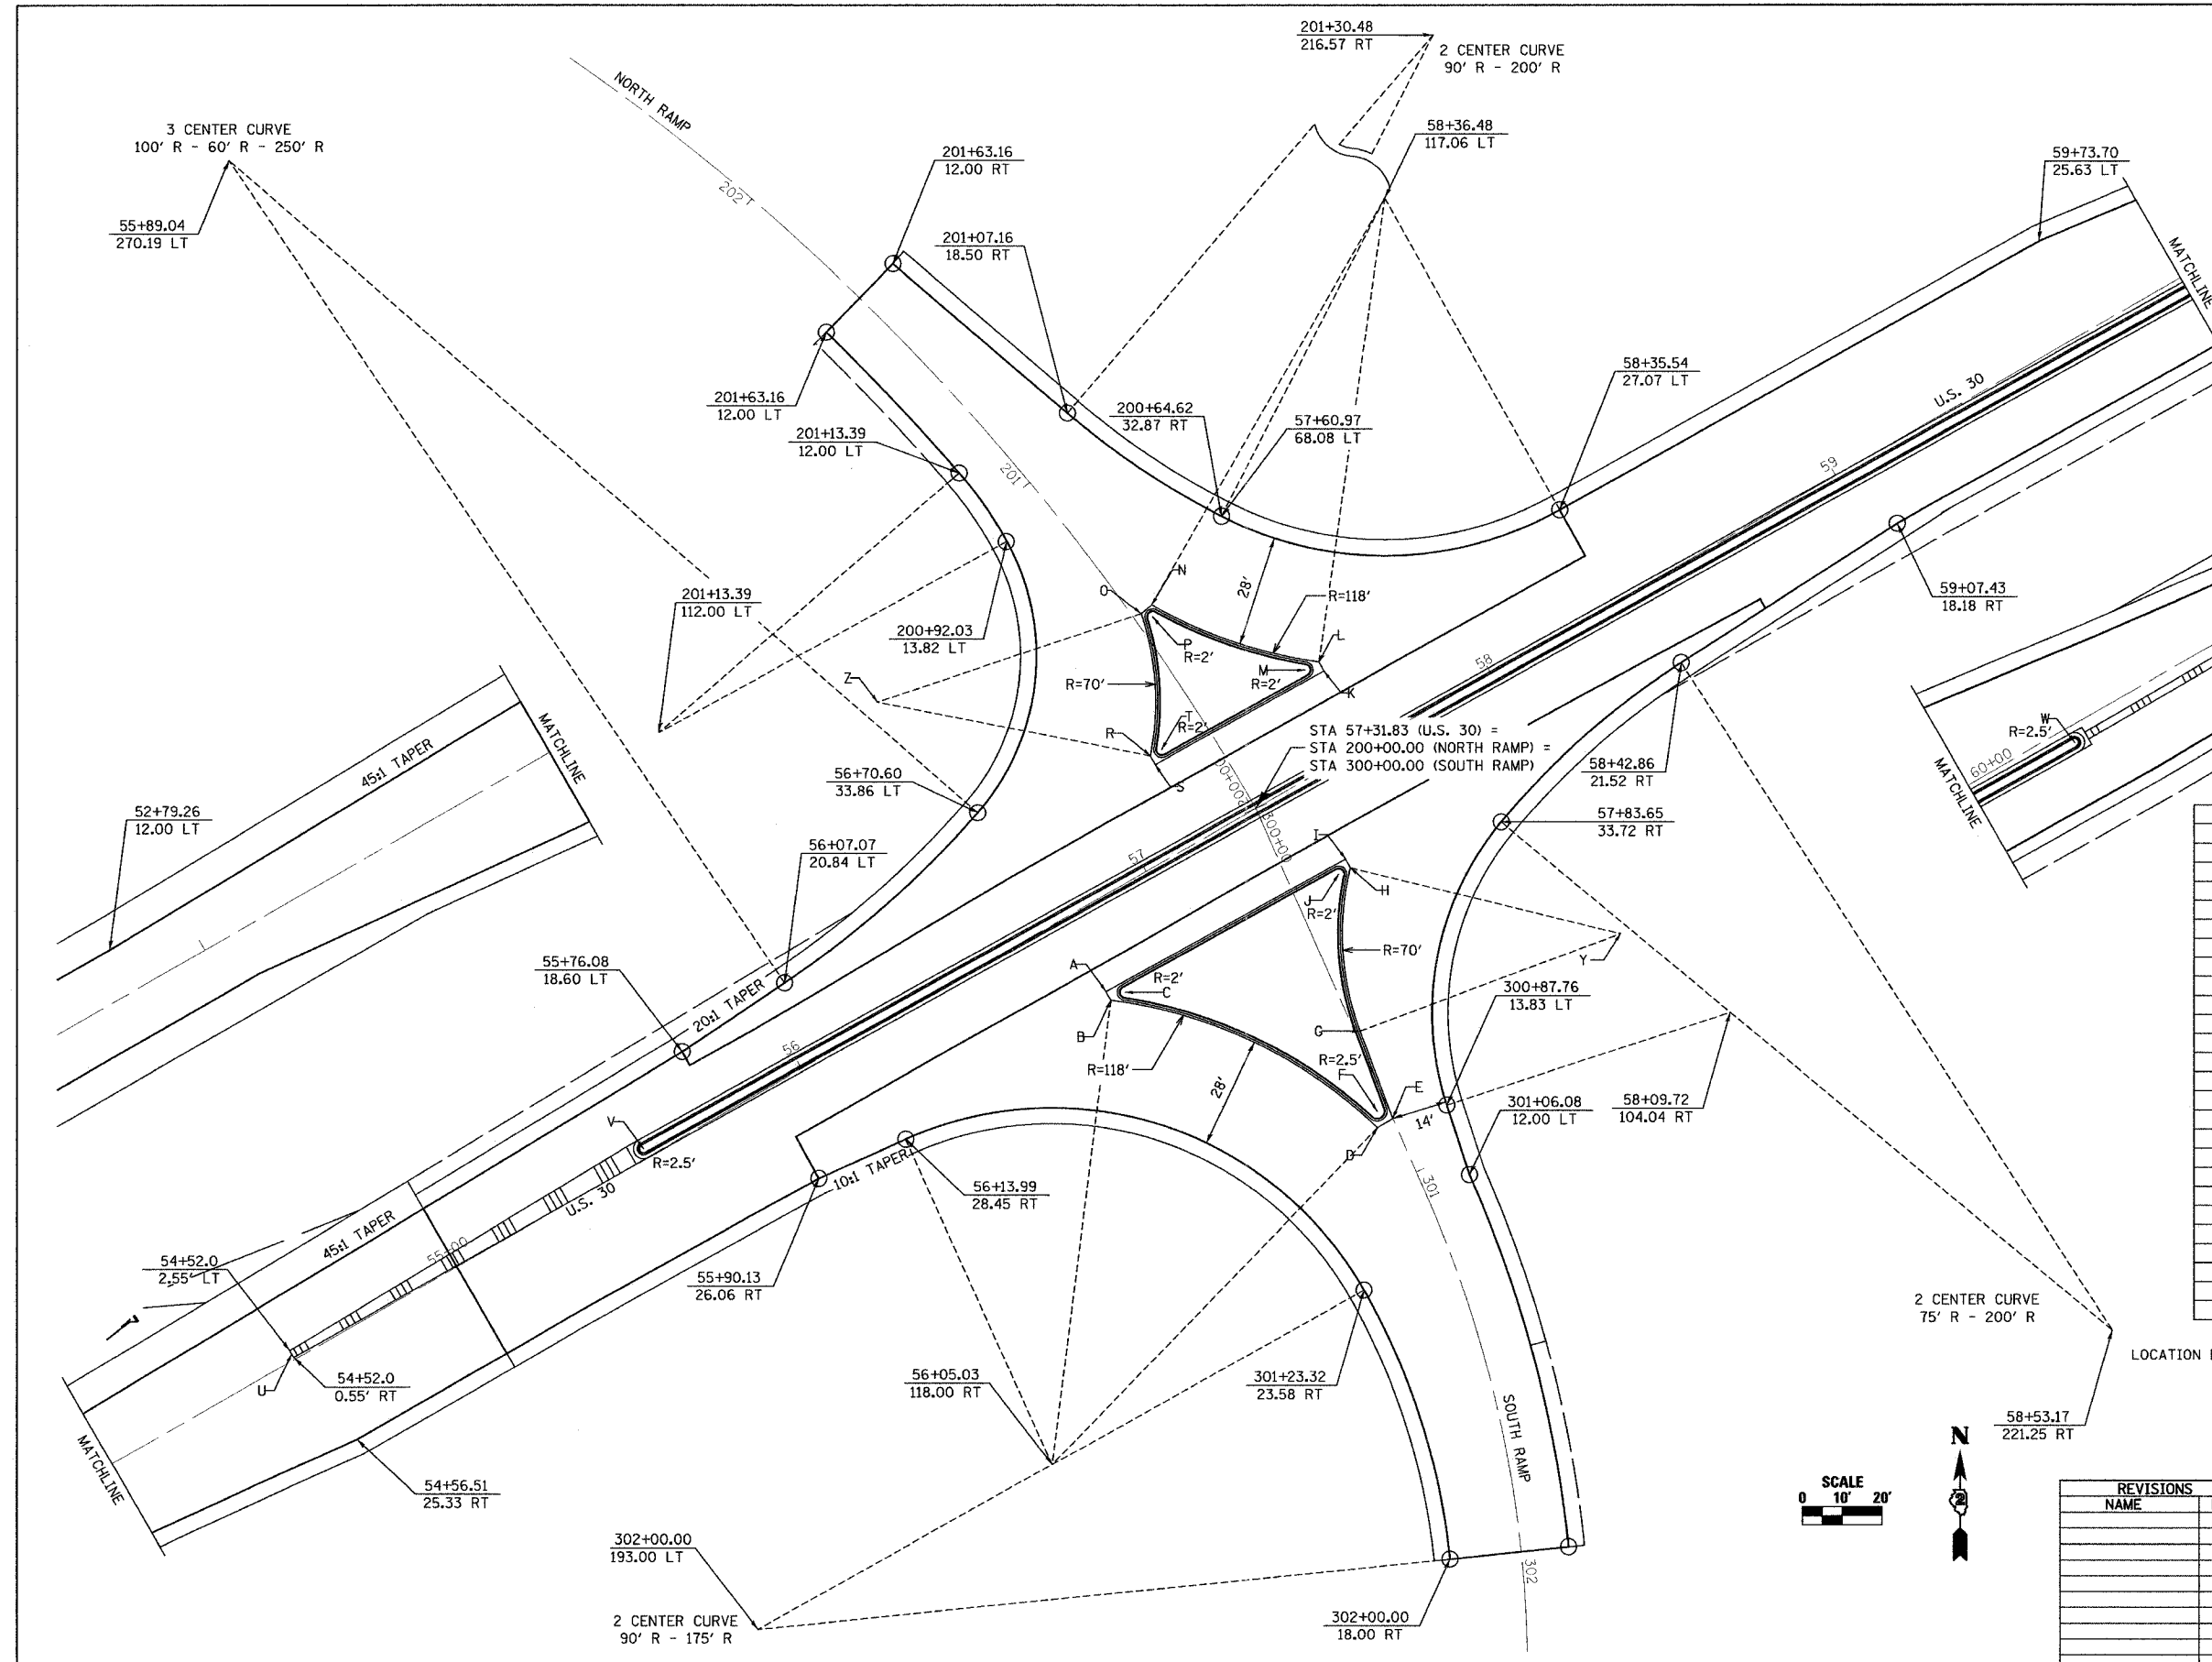 201+30.48
216.57 RT
2 CENTER CURVE
90' R - 200' R
NORTH RAMP
3 CENTER CURVE
100' R - 60' R - 250' R
58+36.48
117.06 LT
201+63.16
12.00 RT
59+73.70
25.63 LT
202
55+89.04
270.19 LT
201+07.16
18.50 RT
MATCHLINE
58+35.54
27.07 LT
U.S. 30
201+63.16
12.00 LT
200+64.62
32.87 RT
57+60.97
68.08 LT
201+13.39
12.00 LT
201
59
N
O
28'
R=118'
201+13.39
112.00 LT
59+07.43
18.18 RT
200+92.03
13.82 LT
P
R=2'
L
M
R=2'
58
Z
R=70'
K
T
R=2'
R
W
R=2.5'
STA 57+31.83 (U.S. 30) =
STA 200+00.00 (NORTH RAMP) =
STA 300+00.00 (SOUTH RAMP)
MATCHLINE
45:1 TAPER
58+42.86
21.52 RT
60+00
MATCHLINE
56+70.60
33.86 LT
S
200+00
52+79.26
12.00 LT
57+83.65
33.72 RT
300+00
I
57
56+07.07
20.84 LT
H
J
R=2'
55+76.08
18.60 LT
A
R=2'
C
R=70'
Y
20:1 TAPER
300+87.76
13.83 LT
B
G
56
R=118'
R=2.5'
F
28'
E
301+06.08
12.00 LT
58+09.72
104.04 RT
14'
V
R=2.5'
D
10:1 TAPER
301
56+13.99
28.45 RT
U.S. 30
45:1 TAPER
55+00
54+52.0
2.55' LT
55+90.13
26.06 RT
2 CENTER CURVE
75' R - 200' R
LOCATION
U
54+52.0
0.55' RT
56+05.03
118.00 RT
301+23.32
23.58 RT
SOUTH RAMP
58+53.17
221.25 RT
MATCHLINE
54+56.51
25.33 RT
N
SCALE
0 10' 20'
2
REVISIONS
NAME
302+00.00
193.00 LT
302
2 CENTER CURVE
90' R - 175' R
302+00.00
18.00 RT